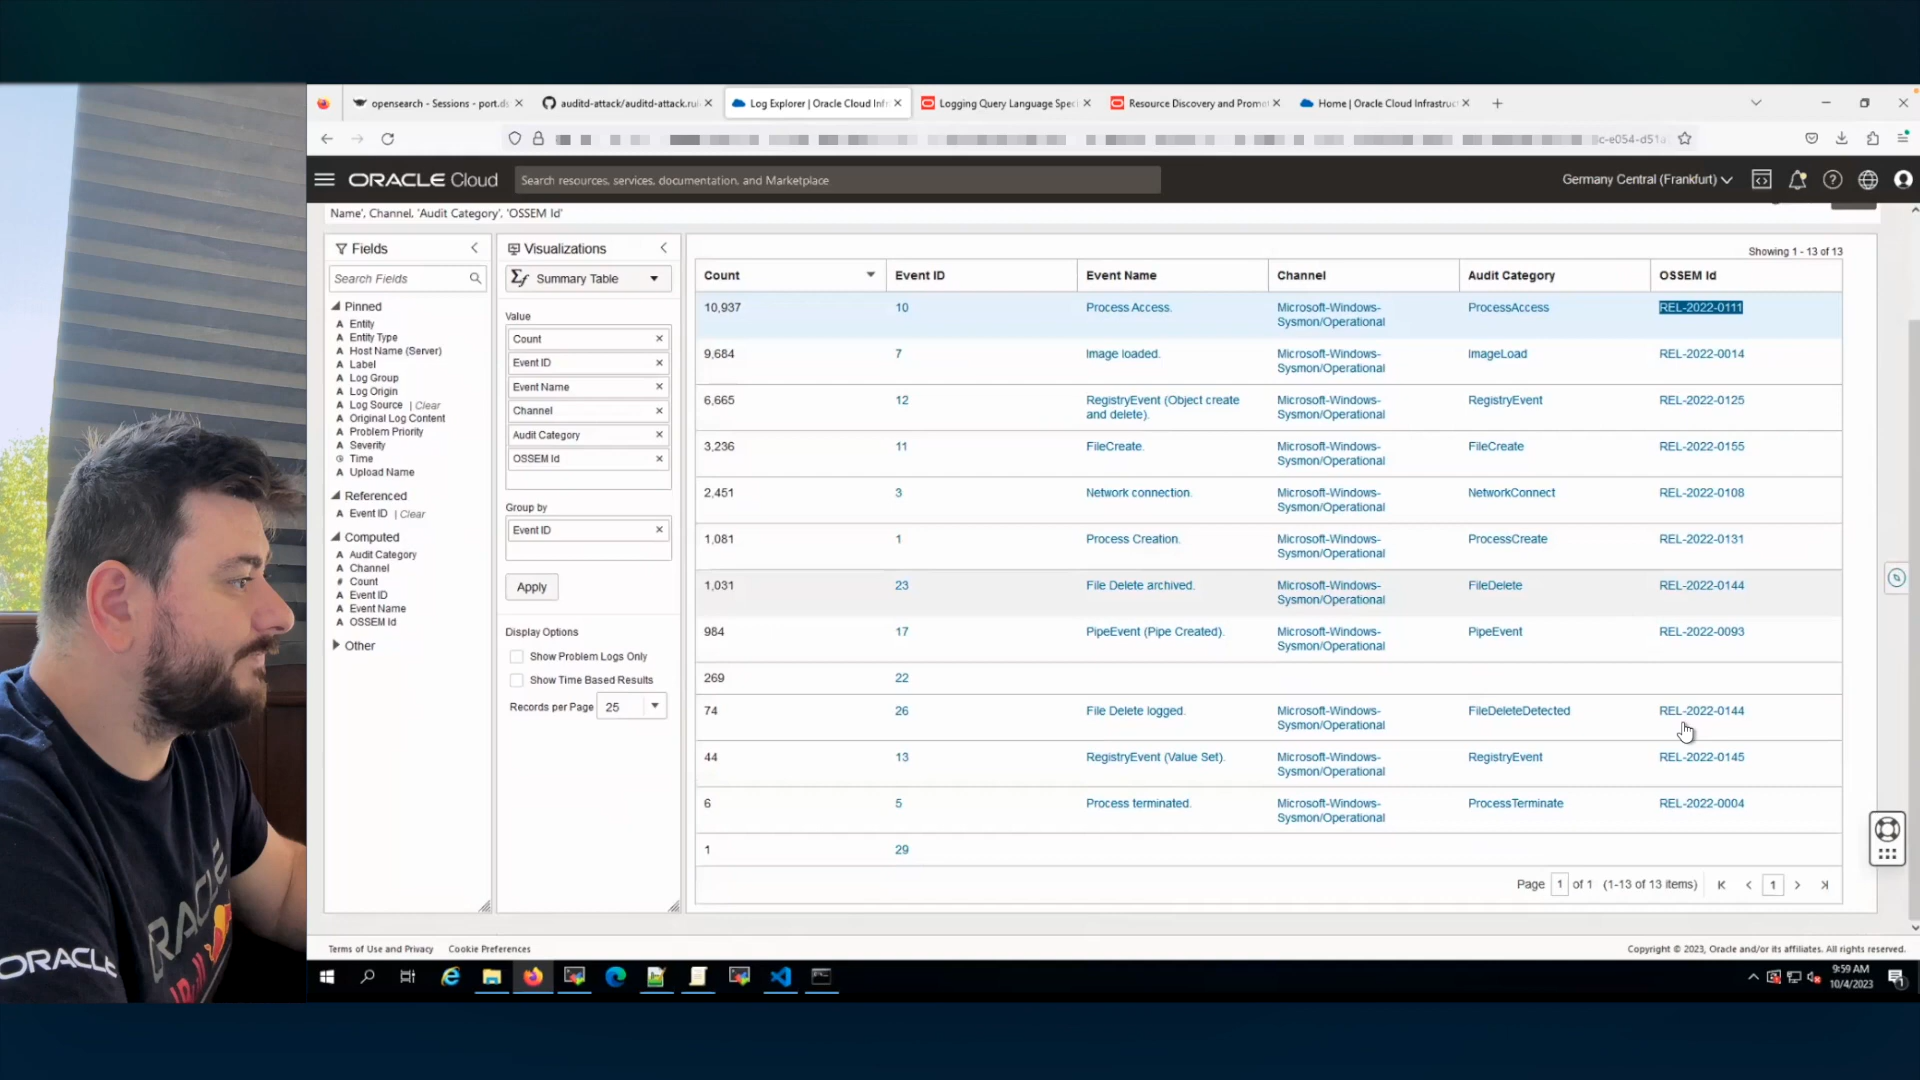 opensearch - Sessions - port.ds
auditd-attack/auditd-attack.rul
Log Explorer | Oracle Cloud Infr
Logging Query Language Speci
Resource Discovery and Promot
Home | Oracle Cloud Infrastruct
c-e054-d51a
ORACLE Cloud
Search resources, services, documentation, and Marketplace
Germany Central (Frankfurt)
Name', Channel, 'Audit Category', 'OSSEM Id'
Fields
Search Fields
Pinned
A Entity
A Entity Type
A Host Name (Server)
A Label
A Log Group
A Log Origin
A Log Source | Clear
A Original Log Content
A Problem Priority
A Severity
Time
A Upload Name
Referenced
A Event ID | Clear
Computed
A Audit Category
A Channel
# Count
A Event ID
A Event Name
A OSSEM Id
Other
Visualizations
Summary Table
Value
Count
Event ID
Event Name
Channel
Audit Category
OSSEM Id
Group by
Event ID
Apply
Display Options
Show Problem Logs Only
Show Time Based Results
Records per Page 25
Showing 1 - 13 of 13
Count Event ID Event Name Channel Audit Category OSSEM Id
10,937 10 Process Access. Microsoft-Windows- ProcessAccess REL-2022-0111
Sysmon/Operational
9,684 7 Image loaded. Microsoft-Windows- ImageLoad REL-2022-0014
Sysmon/Operational
6,665 12 RegistryEvent (Object create Microsoft-Windows- RegistryEvent REL-2022-0125
and delete). Sysmon/Operational
3,236 11 FileCreate. Microsoft-Windows- FileCreate REL-2022-0155
Sysmon/Operational
2,451 3 Network connection. Microsoft-Windows- NetworkConnect REL-2022-0108
Sysmon/Operational
1,081 1 Process Creation. Microsoft-Windows- ProcessCreate REL-2022-0131
Sysmon/Operational
1,031 23 File Delete archived. Microsoft-Windows- FileDelete REL-2022-0144
Sysmon/Operational
984 17 PipeEvent (Pipe Created). Microsoft-Windows- PipeEvent REL-2022-0093
Sysmon/Operational
269 22
74 26 File Delete logged. Microsoft-Windows- FileDeleteDetected REL-2022-0144
Sysmon/Operational
44 13 RegistryEvent (Value Set). Microsoft-Windows- RegistryEvent REL-2022-0145
Sysmon/Operational
6 5 Process terminated. Microsoft-Windows- ProcessTerminate REL-2022-0004
Sysmon/Operational
1 29
Page 1 of 1 (1-13 of 13 items) 1
Terms of Use and Privacy Cookie Preferences
Copyright © 2023, Oracle and/or its affiliates. All rights reserved.
9:59 AM
10/4/2023
1
ORACLE
ORACLE